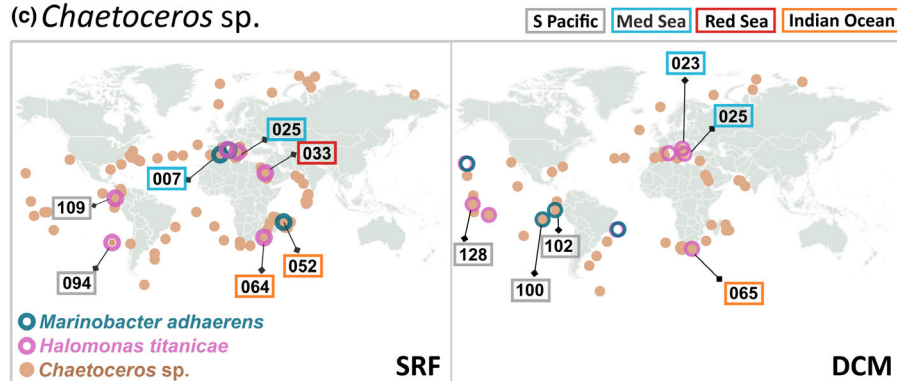 (c) Chaetoceros sp.
S Pacific Med Sea Red Sea Indian Ocean
023
025 025
033
007
109
102
128
052
094 064 100 065
Marinobacter adhaerens
Halomonas titanicae
Chaetoceros sp. SRF DCM